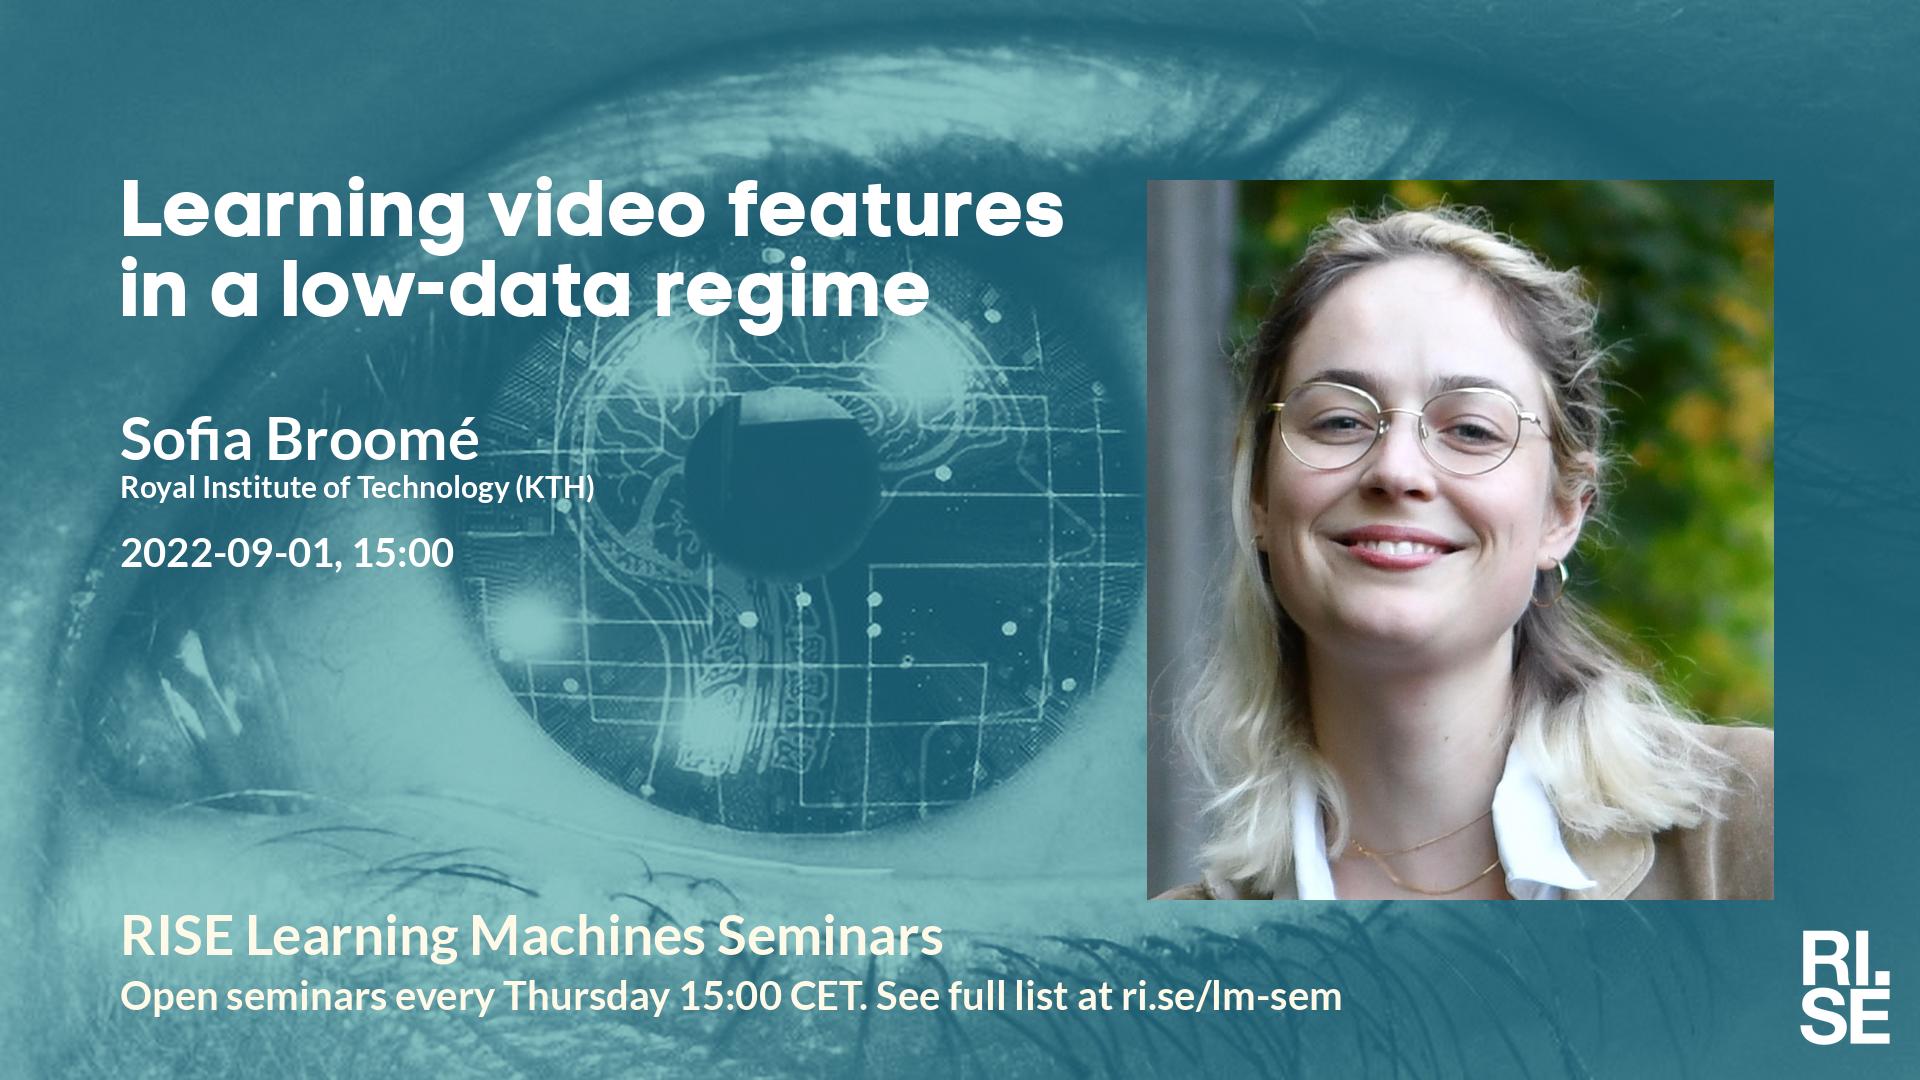 Learning video features
in a low-data regime
Sofia Broomé
Royal Institute of Technology (KTH)
2022-09-01, 15:00
RISE Learning Machines Seminars
Open seminars every Thursday 15:00 CET. See full list at ri.se/lm-sem
RI.
SE